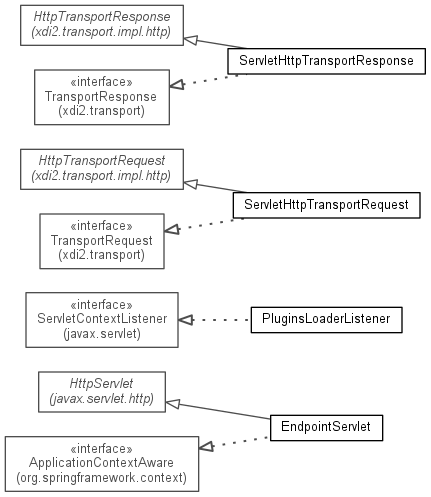 HttpTransportResponse
(xdi2.transport.impl.http)
ServletHttpTransportResponse
«interface»
TransportResponse
(xdi2.transport)
HttpTransportRequest
(xdi2.transport.impl.http)
ServletHttpTransportRequest
«interface»
TransportRequest
(xdi2.transport)
«interface»
ServletContextListener
(javax.servlet)
PluginsLoaderListener
HttpServlet
(javax.servlet.http)
EndpointServlet
«interface»
ApplicationContextAware
(org.springframework.context)